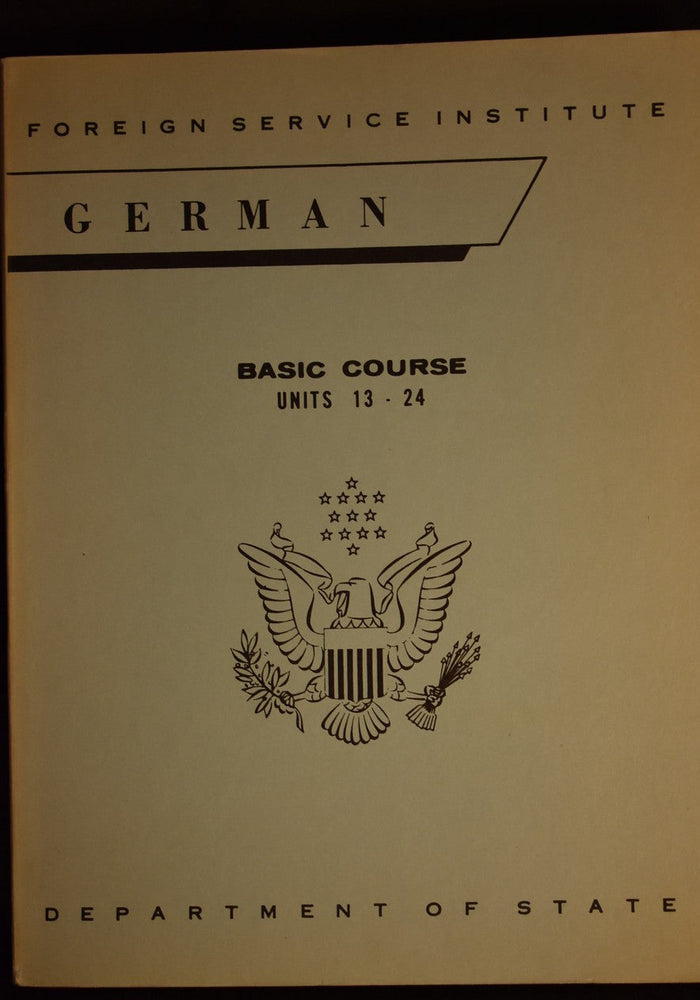 FOREIGN SERVICE INSTITUTE
GERMAN
BASIC COURSE
UNITS 13 - 24
DEPARTMENT OF STATE